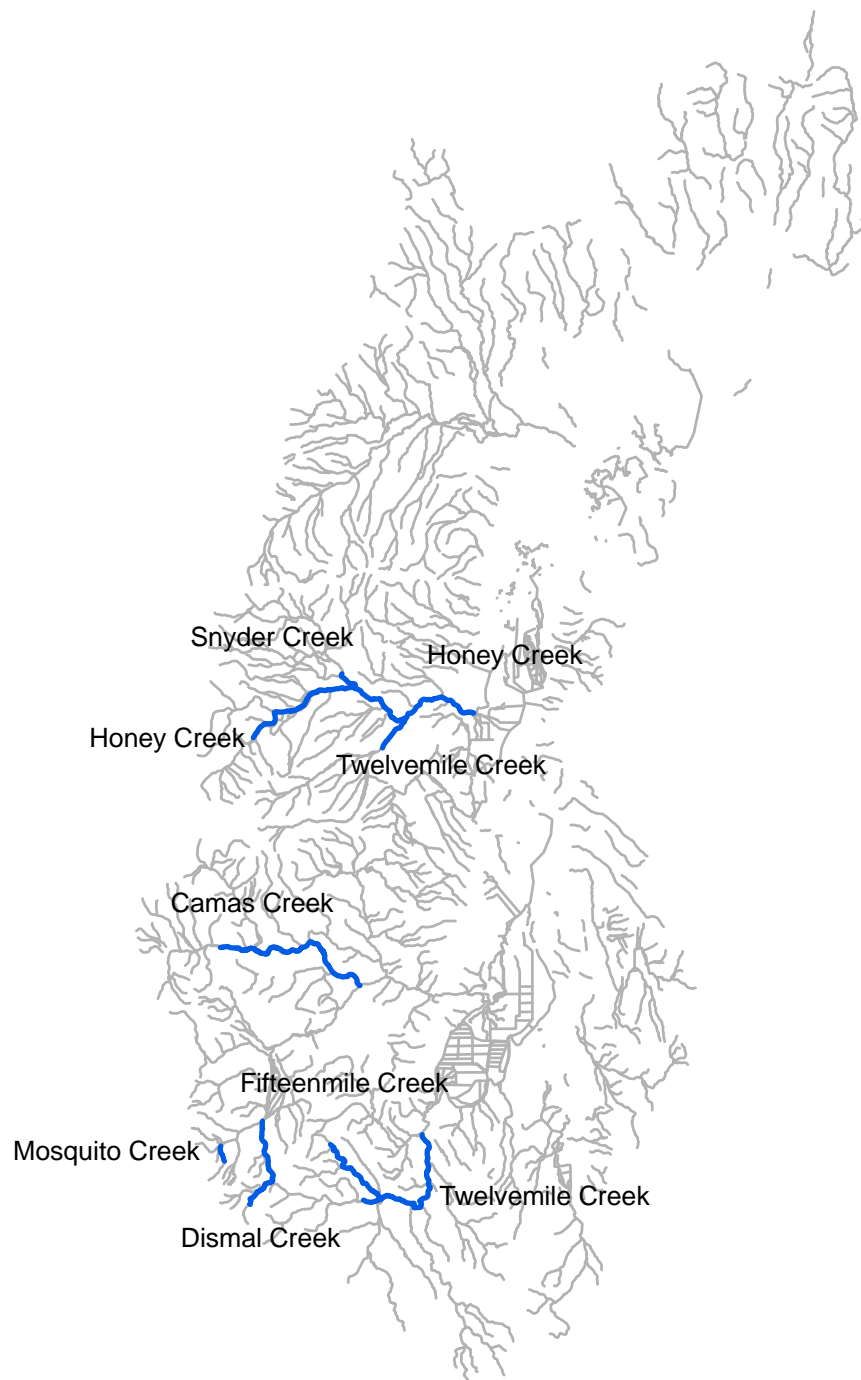 Snyder Creek
Honey Creek
Honey Creek
Twelvemile Creek
Camas Creek
Fifteenmile Creek
Mosquito Creek
Twelvemile Creek
Dismal Creek